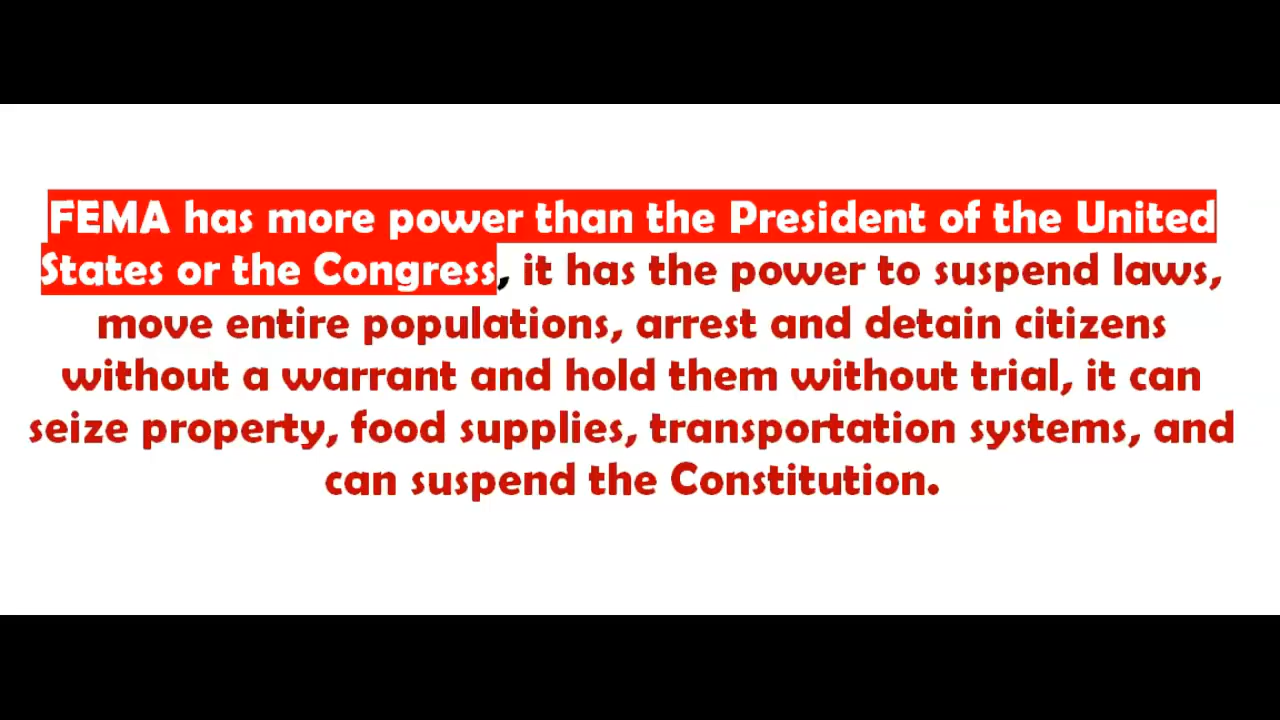 FEMA has more power than the President of the United
States or the Congress, it has the power to suspend laws,
move entire populations, arrest and detain citizens
without a warrant and hold them without trial, it can
seize property, food supplies, transportation systems, and
can suspend the Constitution.